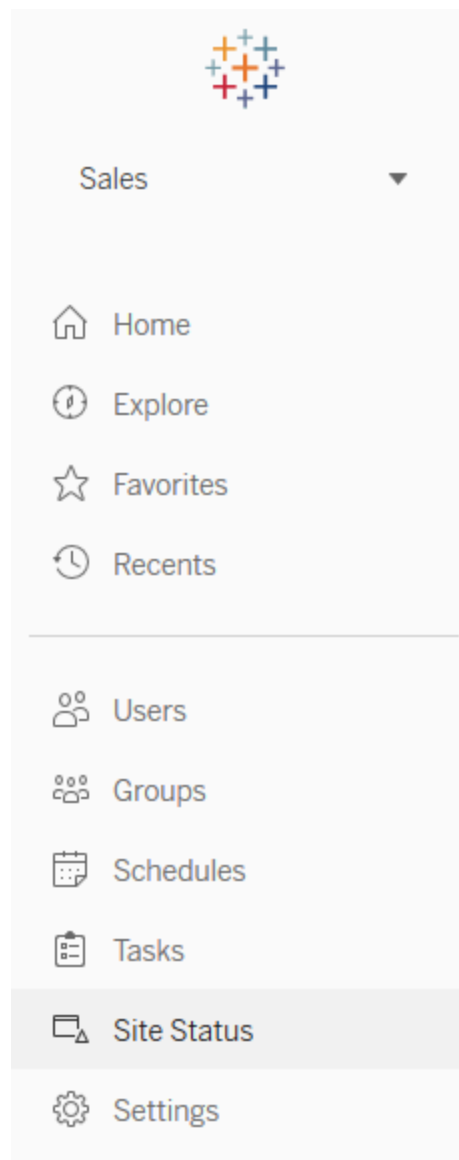 Sales
Home
Explore
Favorites
Recents
Users
Groups
Schedules
Tasks
Site Status
Settings